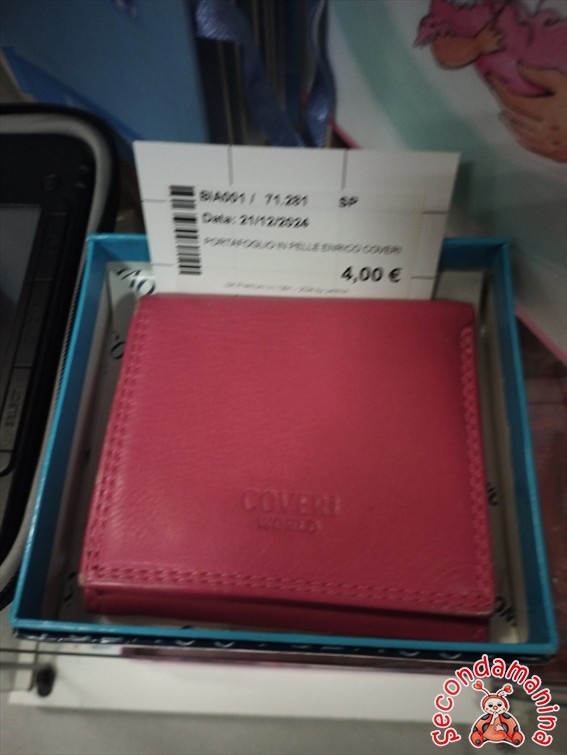 BIA001 / 71.281 SP
Data: 21/12/2024
PORTAFOGLIO IN PELLE ENRICO COVERI
4,00 €
COVERI
WORLD
Secondamanina